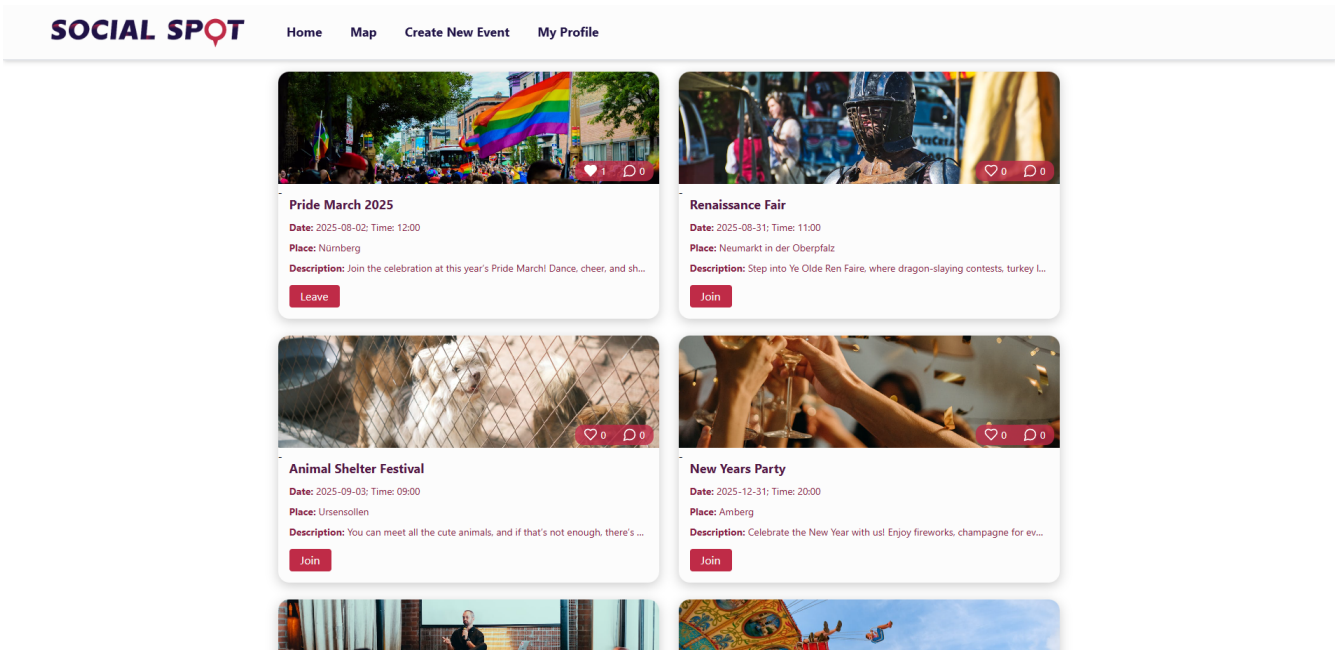 SOCIAL SPOT
Home Map Create New Event My Profile
1 0
Pride March 2025
Date: 2025-08-02; Time: 12:00
Place: Nürnberg
Description: Join the celebration at this year's Pride March! Dance, cheer, and sh...
Leave
0 0
Renaissance Fair
Date: 2025-08-31; Time: 11:00
Place: Neumarkt in der Oberpfalz
Description: Step into Ye Olde Ren Faire, where dragon-slaying contests, turkey l...
Join
0 0
Animal Shelter Festival
Date: 2025-09-03; Time: 09:00
Place: Ursensollen
Description: You can meet all the cute animals, and if that's not enough, there's ...
Join
0 0
New Years Party
Date: 2025-12-31; Time: 20:00
Place: Amberg
Description: Celebrate the New Year with us! Enjoy fireworks, champagne for ev...
Join